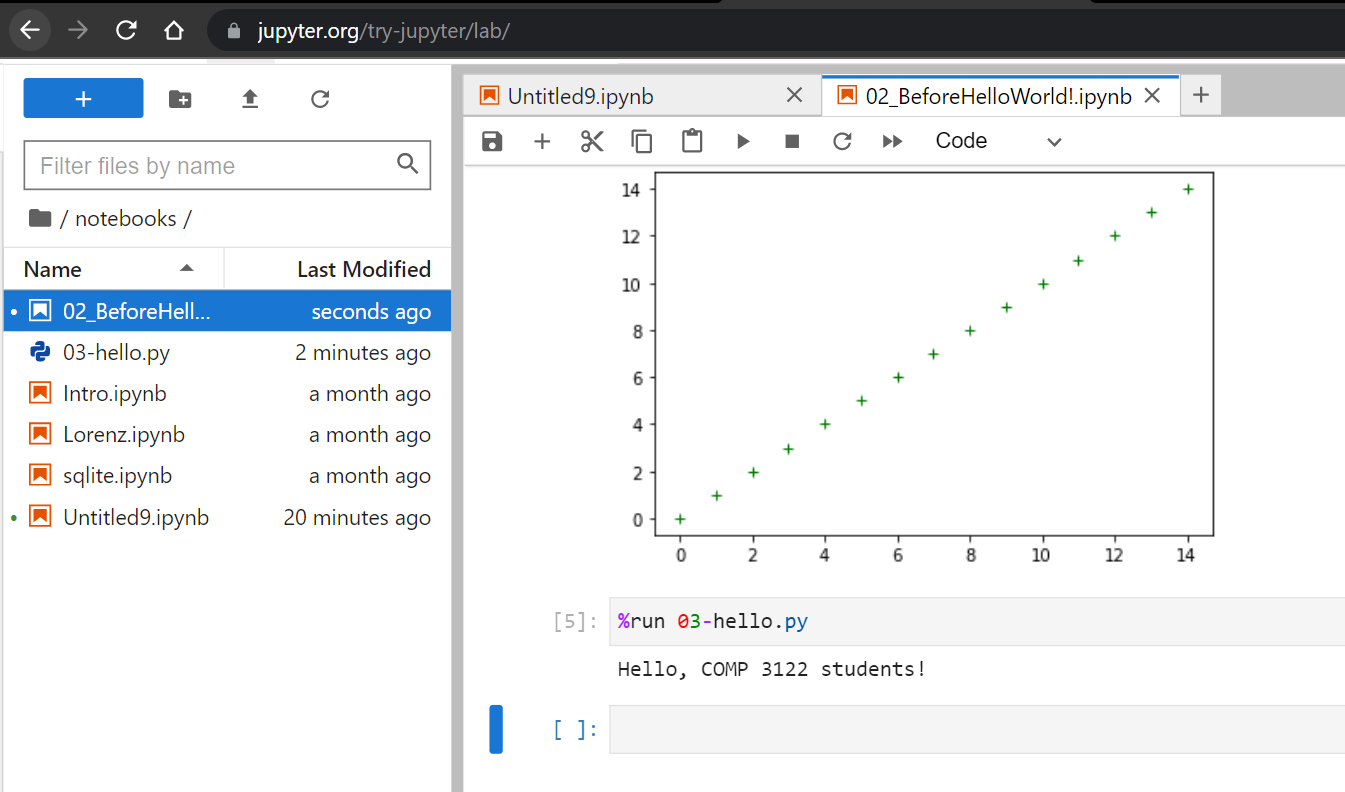 jupyter.org/try-jupyter/lab/
+
Filter files by name
/ notebooks /
Name Last Modified
02_BeforeHell... seconds ago
03-hello.py 2 minutes ago
Intro.ipynb a month ago
Lorenz.ipynb a month ago
sqlite.ipynb a month ago
Untitled9.ipynb 20 minutes ago
Untitled9.ipynb 02_BeforeHelloWorld!.ipynb
Code
14
12
10
8
6
4
2
0
0 2 4 6 8 10 12 14
[5]: %run 03-hello.py
Hello, COMP 3122 students!
[ ]: